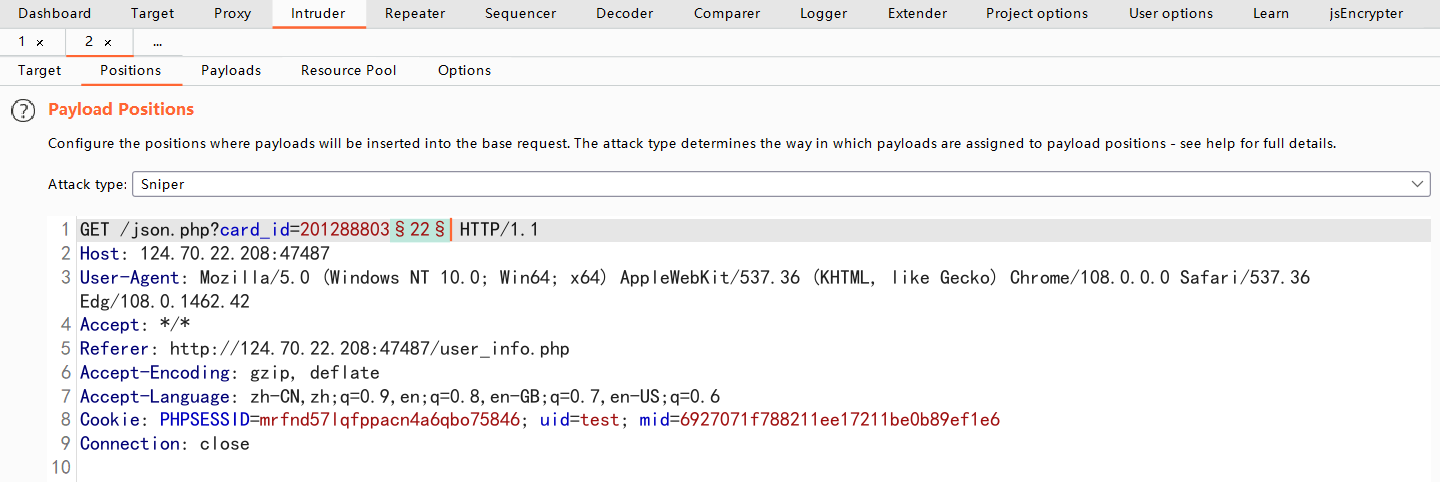 Dashboard Target Proxy Intruder Repeater Sequencer Decoder Comparer Logger Extender Project options User options Learn jsEncrypter
1 × 2 × ...
Target Positions Payloads Resource Pool Options
? Payload Positions
Configure the positions where payloads will be inserted into the base request. The attack type determines the way in which payloads are assigned to payload positions - see help for full details.
Attack type: Sniper
1 GET /json.php?card_id=201288803§22§ HTTP/1.1
2 Host: 124.70.22.208:47487
3 User-Agent: Mozilla/5.0 (Windows NT 10.0; Win64; x64) AppleWebKit/537.36 (KHTML, like Gecko) Chrome/108.0.0.0 Safari/537.36
Edg/108.0.1462.42
4 Accept: */*
5 Referer: http://124.70.22.208:47487/user_info.php
6 Accept-Encoding: gzip, deflate
7 Accept-Language: zh-CN,zh;q=0.9,en;q=0.8,en-GB;q=0.7,en-US;q=0.6
8 Cookie: PHPSESSID=mrfnd57lqfppacn4a6qbo75846; uid=test; mid=6927071f788211ee17211be0b89ef1e6
9 Connection: close
10